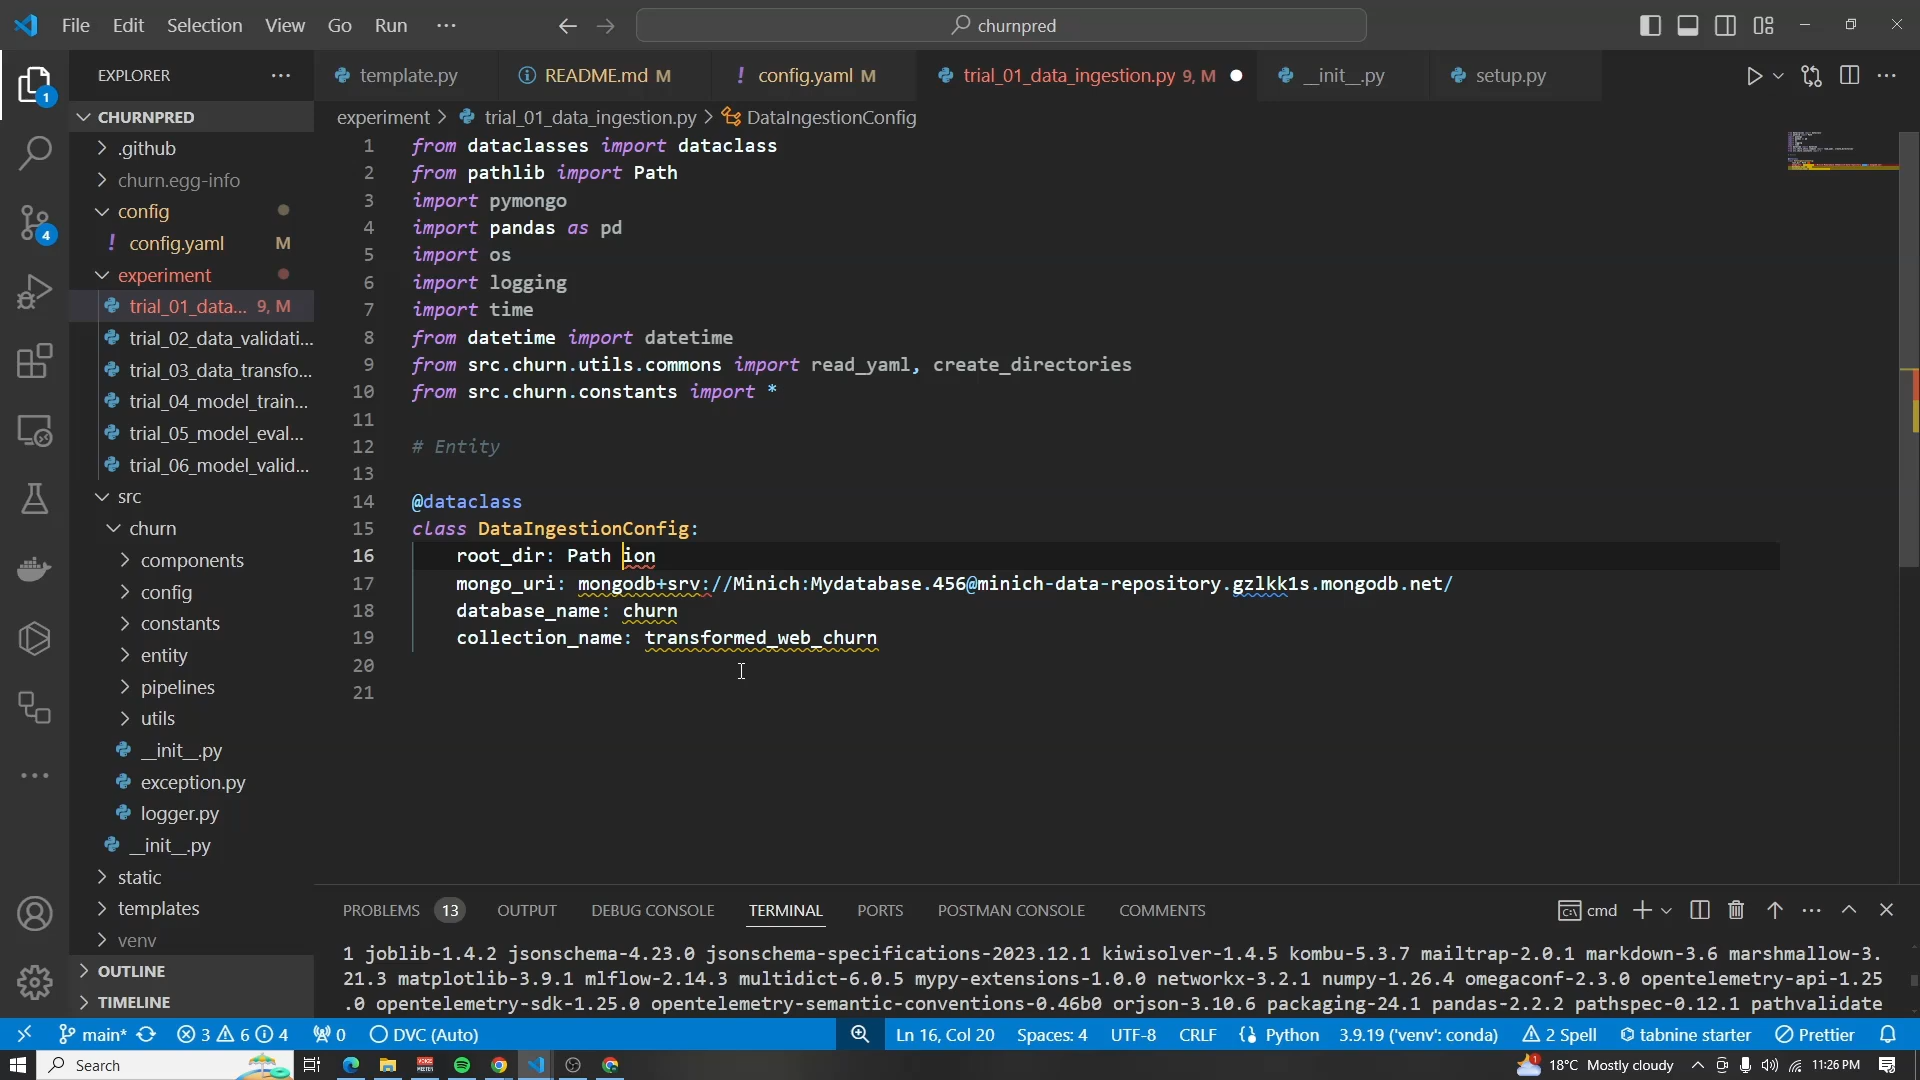 File Edit Selection View Go Run ··· churnpred
EXPLORER ···
CHURNPRED
.github
churn.egg-info
config
! config.yaml M
experiment
trial_01_data... 9, M
trial_02_data_validati...
trial_03_data_transfo...
trial_04_model_train...
trial_05_model_eval...
trial_06_model_valid...
src
churn
components
config
constants
entity
pipelines
utils
__init__.py
exception.py
logger.py
__init__.py
static
templates
venv
OUTLINE
TIMELINE
1
4
template.py README.md M ! config.yaml M trial_01_data_ingestion.py 9, M __init__.py setup.py
experiment > trial_01_data_ingestion.py > DataIngestionConfig
1 from dataclasses import dataclass
2 from pathlib import Path
3 import pymongo
4 import pandas as pd
5 import os
6 import logging
7 import time
8 from datetime import datetime
9 from src.churn.utils.commons import read_yaml, create_directories
10 from src.churn.constants import *
11
12 # Entity
13
14 @dataclass
15 class DataIngestionConfig:
16 root_dir: Path ion
17 mongo_uri: mongodb+srv://Minich:Mydatabase.456@minich-data-repository.gzlkk1s.mongodb.net/
18 database_name: churn
19 collection_name: transformed_web_churn
20
21
PROBLEMS 13 OUTPUT DEBUG CONSOLE TERMINAL PORTS POSTMAN CONSOLE COMMENTS cmd
1 joblib-1.4.2 jsonschema-4.23.0 jsonschema-specifications-2023.12.1 kiwisolver-1.4.5 kombu-5.3.7 mailtrap-2.0.1 markdown-3.6 marshmallow-3.
21.3 matplotlib-3.9.1 mlflow-2.14.3 multidict-6.0.5 mypy-extensions-1.0.0 networkx-3.2.1 numpy-1.26.4 omegaconf-2.3.0 opentelemetry-api-1.25
.0 opentelemetry-sdk-1.25.0 opentelemetry-semantic-conventions-0.46b0 orjson-3.10.6 packaging-24.1 pandas-2.2.2 pathspec-0.12.1 pathvalidate
main* 3 6 4 0 DVC (Auto) Ln 16, Col 20 Spaces: 4 UTF-8 CRLF Python 3.9.19 ('venv': conda) 2 Spell tabnine starter Prettier
Search 18°C Mostly cloudy 11:26 PM